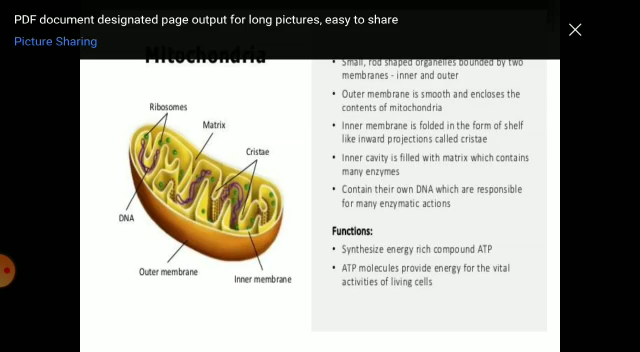 PDF document designated page output for long pictures, easy to share
Picture Sharing
Mitochondria
• Small, rod shaped organelles bounded by two
membranes - inner and outer
• Outer membrane is smooth and encloses the
contents of mitochondria
• Inner membrane is folded in the form of shelf
like inward projections called cristae
• Inner cavity is filled with matrix which contains
many enzymes
• Contain their own DNA which are responsible
for many enzymatic actions
Functions:
• Synthesize energy rich compound ATP
• ATP molecules provide energy for the vital
activities of living cells
Ribosomes
Matrix
Cristae
DNA
Outer membrane
Inner membrane